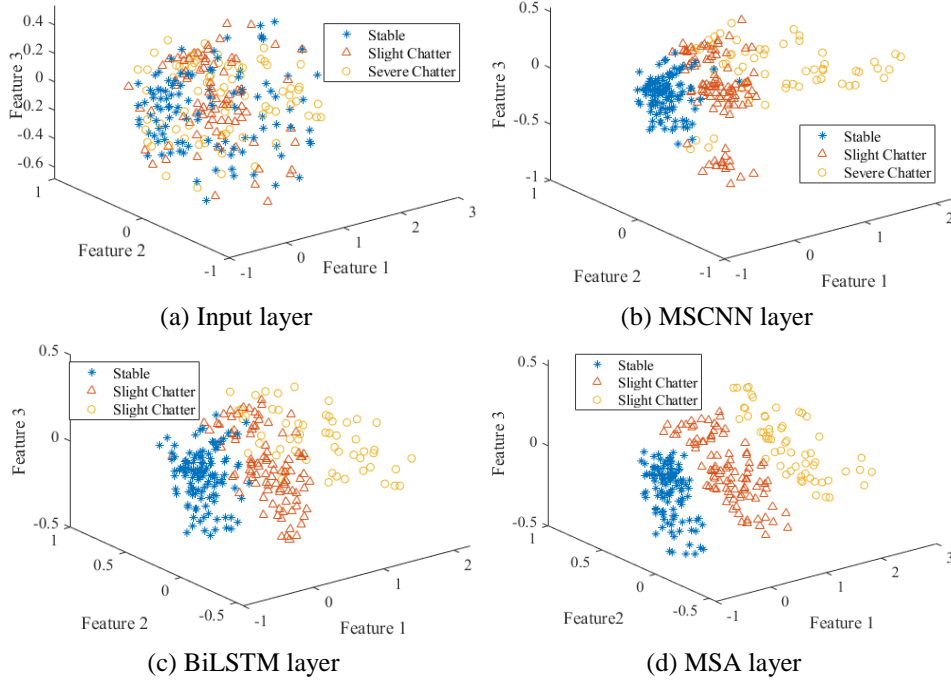 Stable
Slight Chatter
Severe Chatter
Feature 3
0.4
0.2
0
-0.2
-0.4
-0.6
1
0
-1
Feature 2
-1
0
1
2
3
Feature 1
(a) Input layer
Stable
Slight Chatter
Severe Chatter
Feature 3
0.5
0
-0.5
-1
1
0
-1
Feature 2
-1
0
1
2
Feature 1
(b) MSCNN layer
Stable
Slight Chatter
Slight Chatter
Feature 3
0.5
0
-0.5
1
0.5
0
-0.5
Feature 2
-1
0
1
2
Feature 1
(c) BiLSTM layer
Stable
Slight Chatter
Slight Chatter
Feature 3
0.5
0
-0.5
1
0.5
0
-0.5
Feature2
-1
0
1
2
3
Feature 1
(d) MSA layer